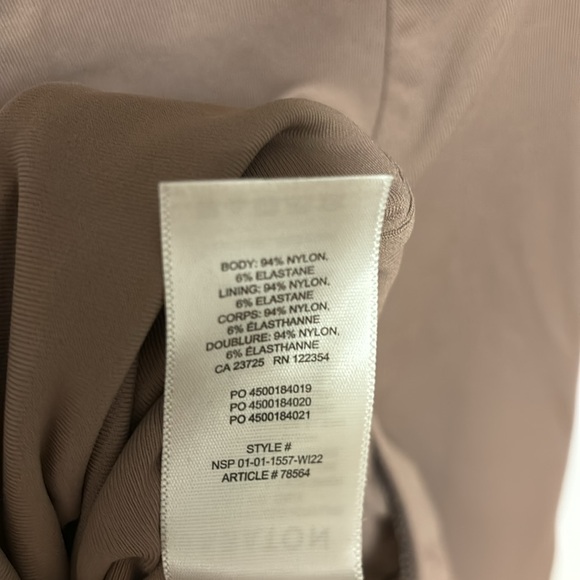 BODY: 94% NYLON,
6% ELASTANE
LINING: 94% NYLON,
6% ELASTANE
CORPS: 94% NYLON,
6% ÉLASTHANNE
DOUBLURE: 94% NYLON,
6% ÉLASTHANNE
CA 23725 RN 122354
PO 4500184019
PO 4500184020
PO 4500184021
STYLE #
NSP 01-01-1557-WI22
ARTICLE # 78564